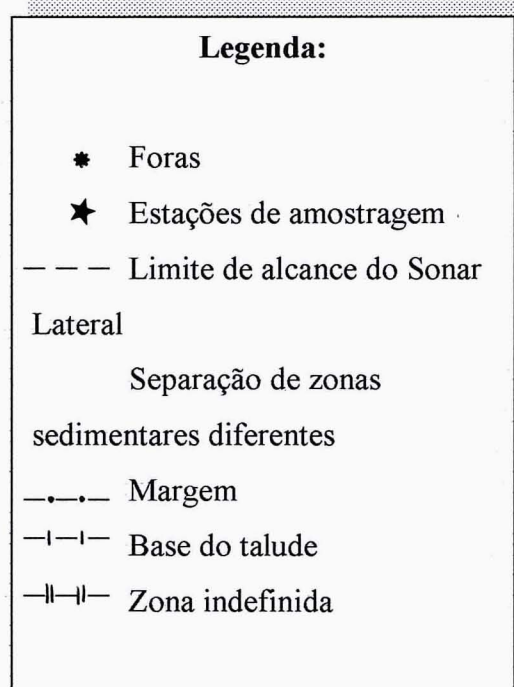 Legenda:
Foras
Estações de amostragem
Limite de alcance do Sonar
Lateral
Separação de zonas
sedimentares diferentes
Margem
Base do talude
Zona indefinida